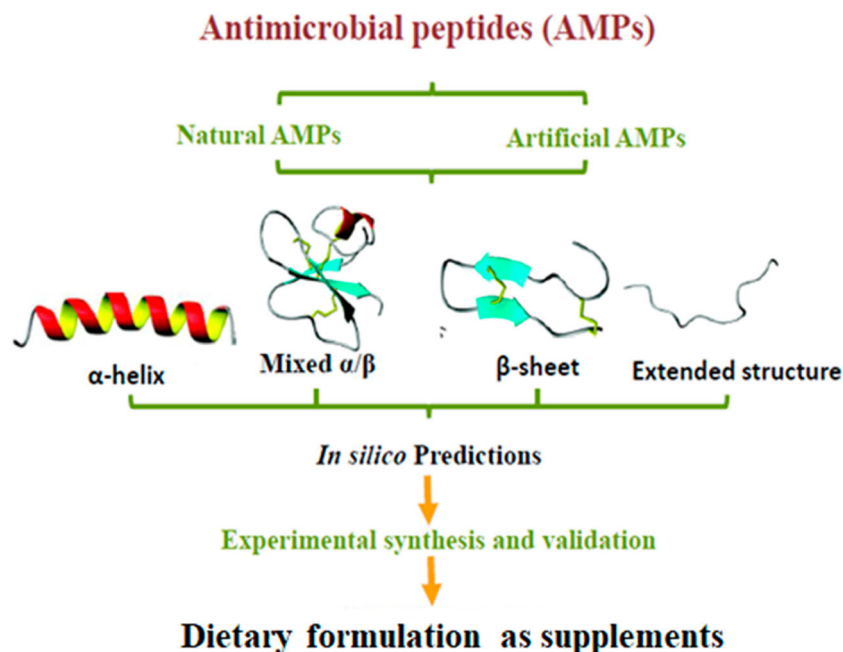 Antimicrobial peptides (AMPs)
Natural AMPs
Artificial AMPs
α-helix
Mixed α/β
β-sheet
Extended structure
In silico Predictions
Experimental synthesis and validation
Dietary formulation as supplements